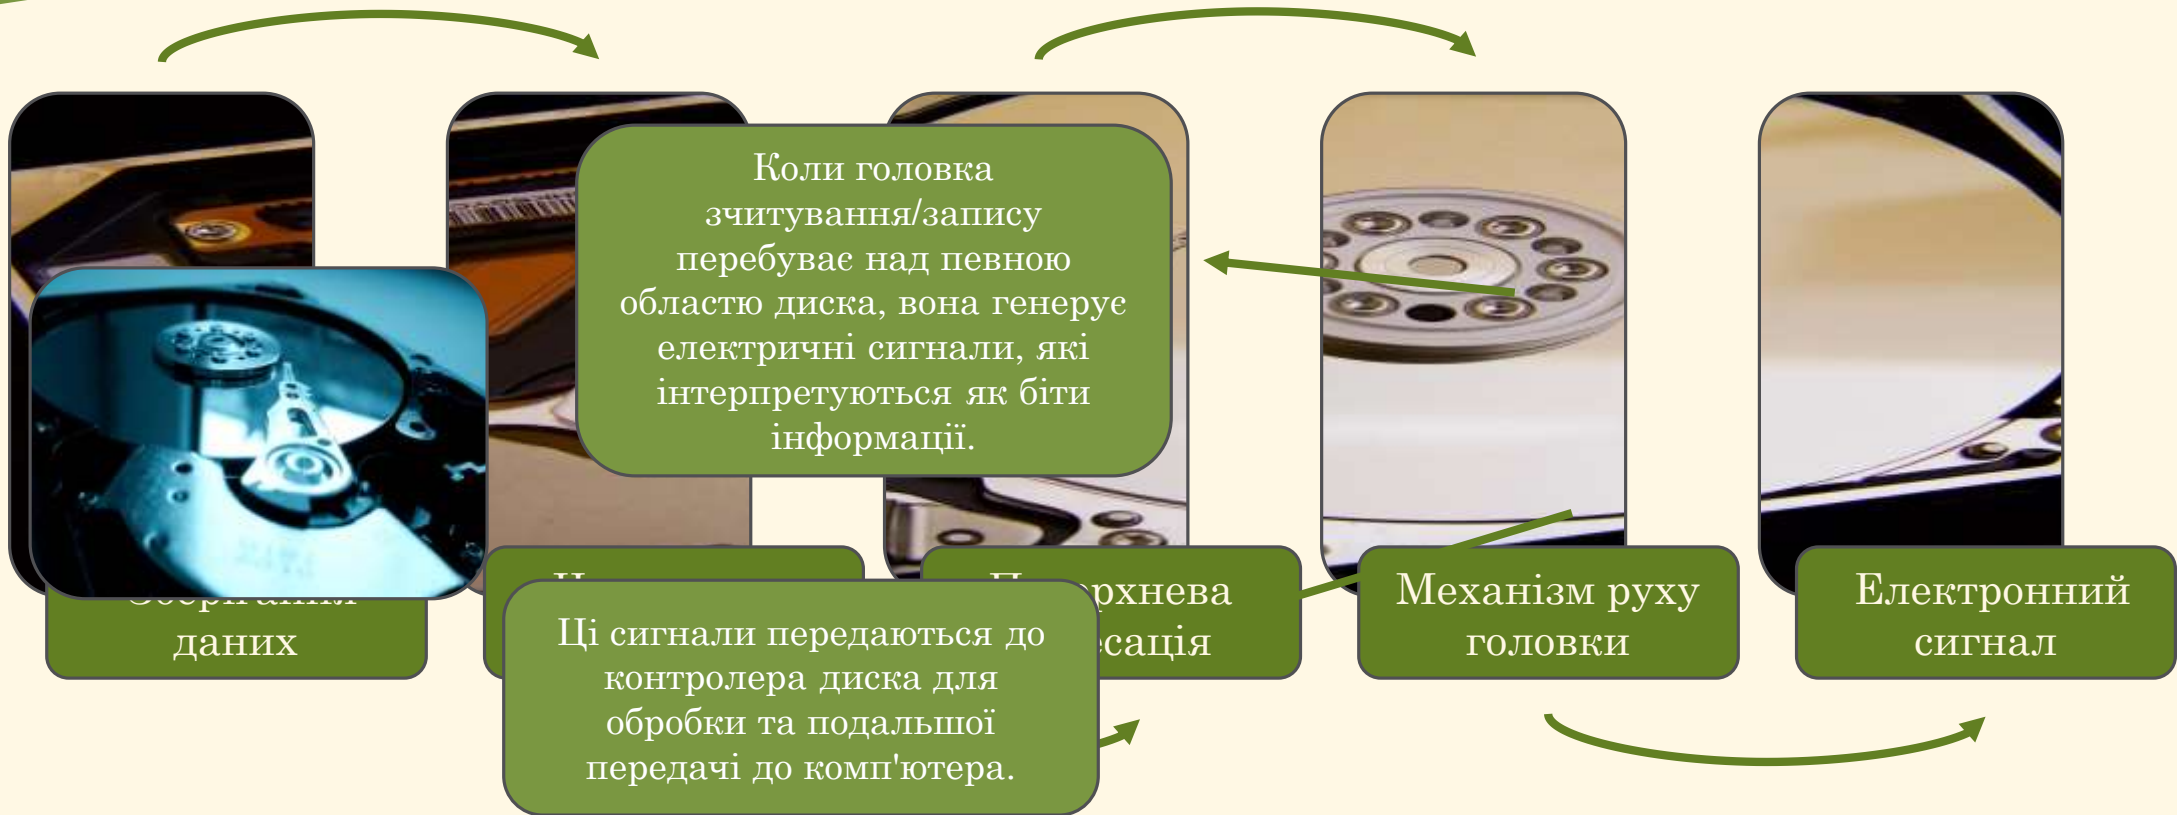 Коли головка
зчитування/запису
перебуває над певною
областю диска, вона генерує
електричні сигнали, які
інтерпретуються як біти
інформації.
даних
Ці сигнали передаються до
контролера диска для
обробки та подальшої
передачі до комп'ютера.
Механізм руху
головки
Електронний
сигнал